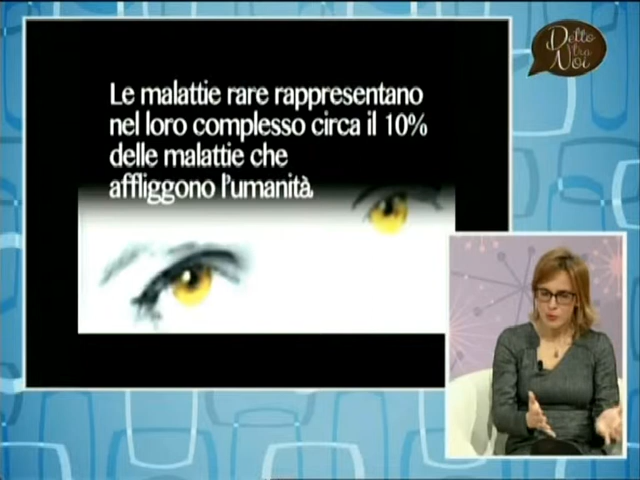 Detto
tra
Noi
Le malattie rare rappresentano
nel loro complesso circa il 10%
delle malattie che
affliggono l'umanità